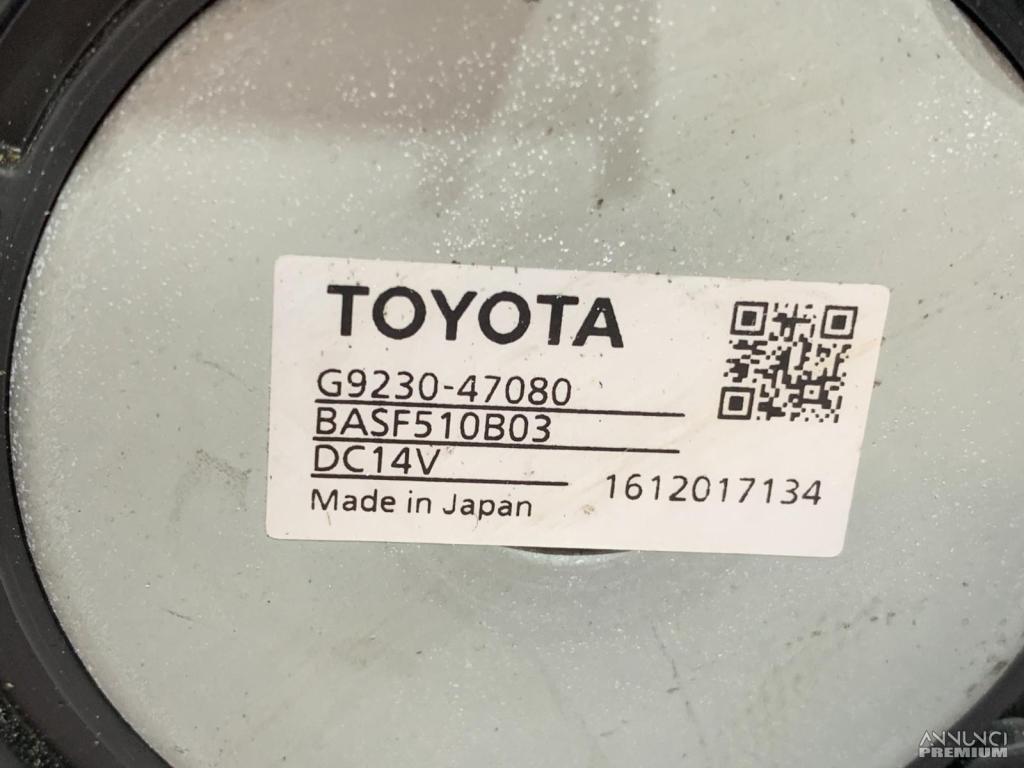 TOYOTA
G9230-47080
BASF510B03
DC14V
Made in Japan
1612017134
ANNUNCI
PREMIUM